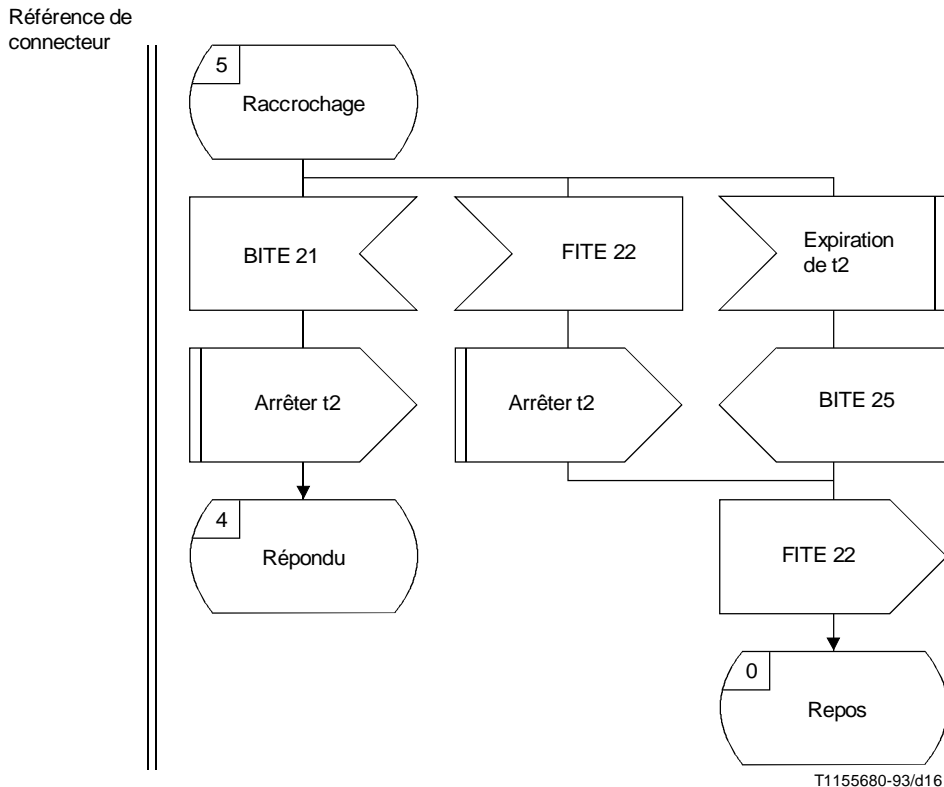 Référence de
connecteur
5
Raccrochage
BITE 21
FITE 22
Expiration
de t2
Arrêter t2
Arrêter t2
BITE 25
4
Répondu
FITE 22
0
Repos
T1155680-93/d16